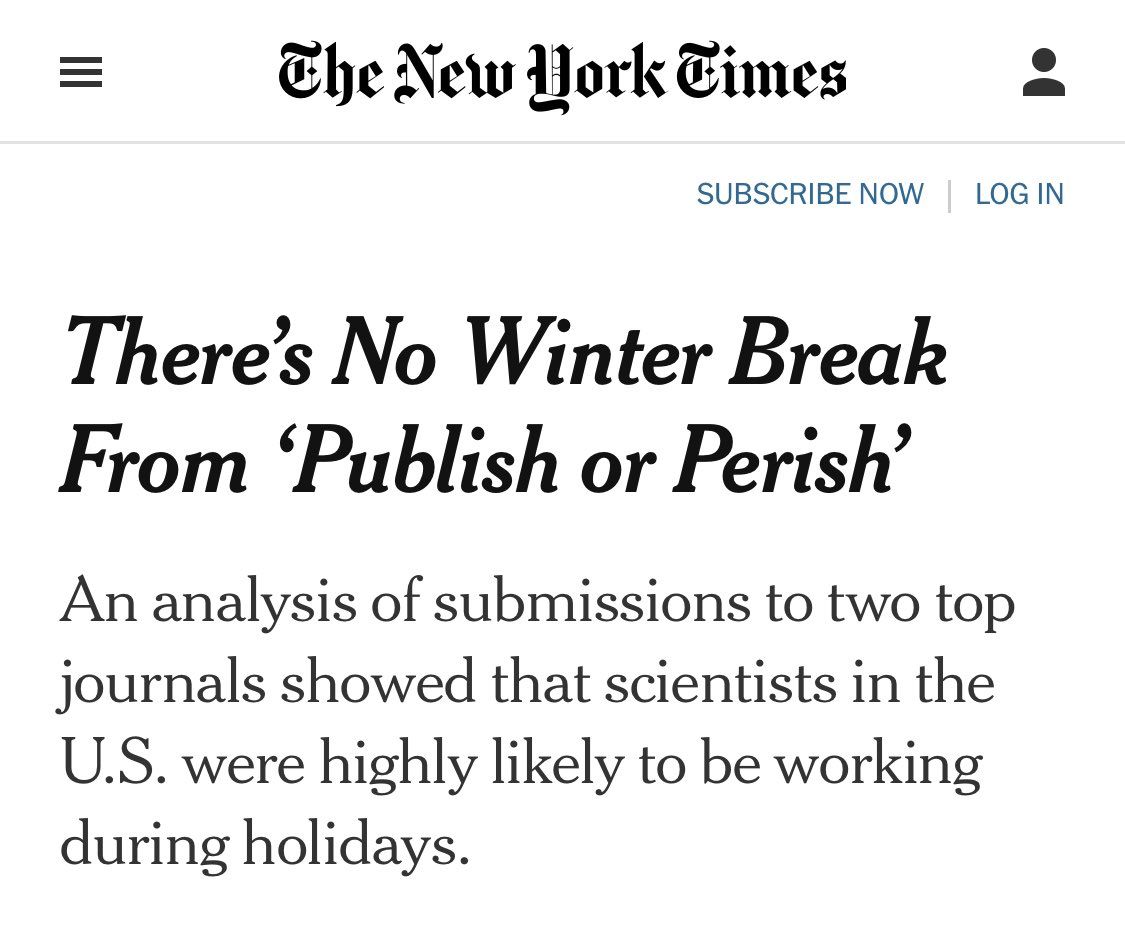 The New York Times
SUBSCRIBE NOW | LOG IN
There’s No Winter Break
From ‘Publish or Perish’
An analysis of submissions to two top
journals showed that scientists in the
U.S. were highly likely to be working
during holidays.